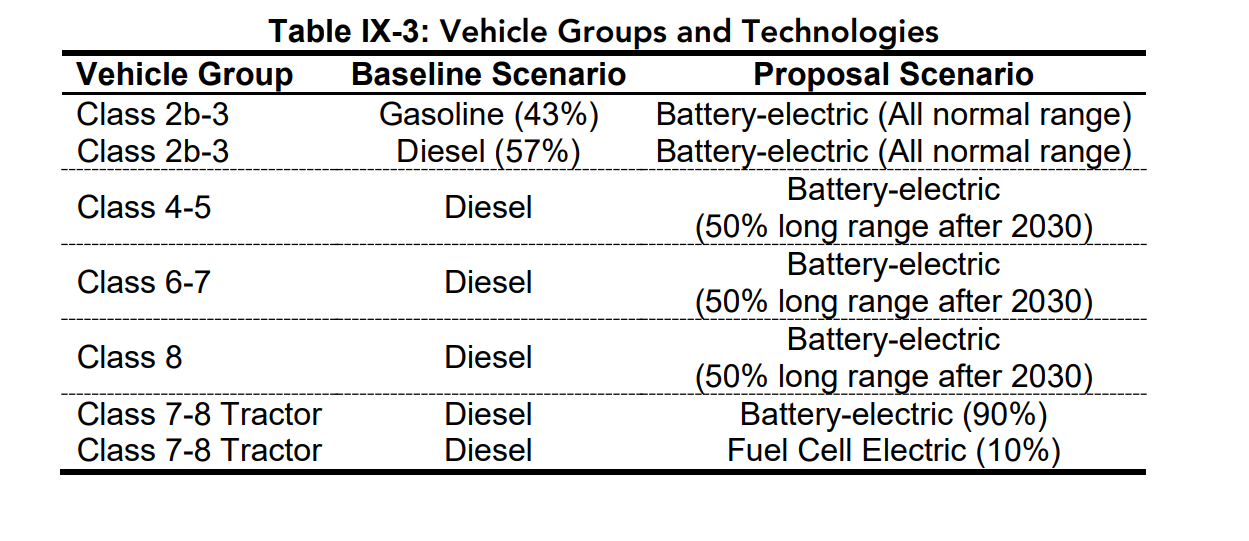 Table IX-3: Vehicle Groups and Technologies
Vehicle Group Baseline Scenario Proposal Scenario
Class 2b-3 Gasoline (43%) Battery-electric (All normal range)
Class 2b-3 Diesel (57%) Battery-electric (All normal range)
Class 4-5 Diesel Battery-electric
(50% long range after 2030)
Class 6-7 Diesel Battery-electric
(50% long range after 2030)
Class 8 Diesel Battery-electric
(50% long range after 2030)
Class 7-8 Tractor Diesel Battery-electric (90%)
Class 7-8 Tractor Diesel Fuel Cell Electric (10%)